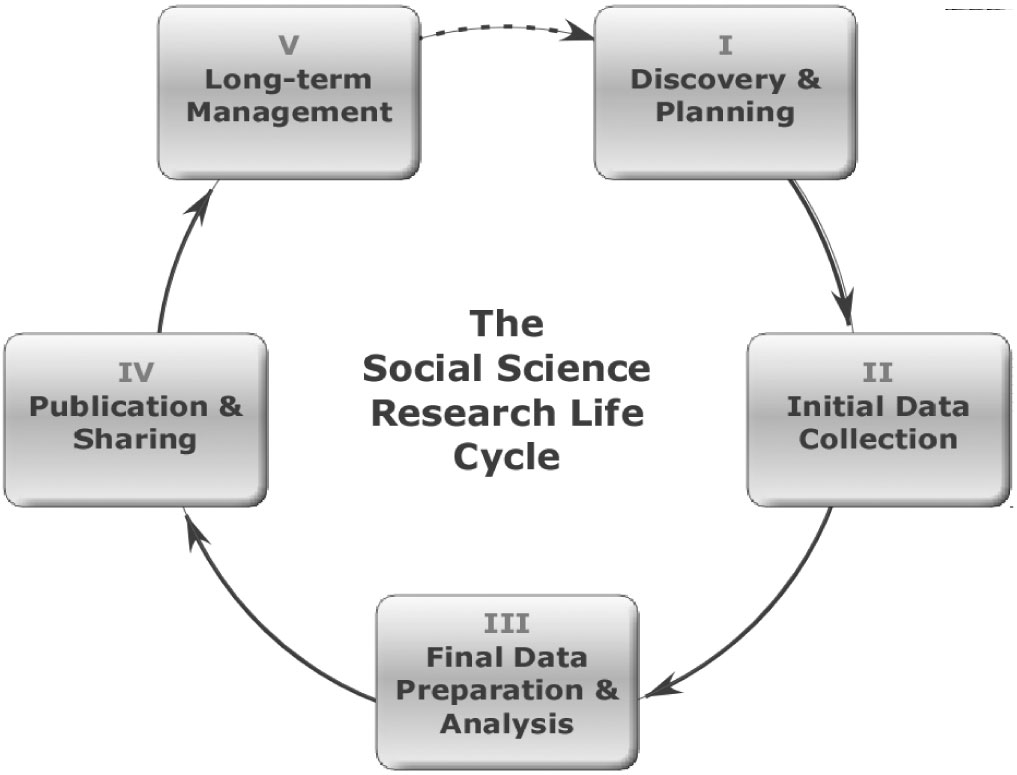 V
Long-term
Management
I
Discovery &
Planning
The
Social Science
Research Life
Cycle
IV
Publication &
Sharing
II
Initial Data
Collection
III
Final Data
Preparation &
Analysis